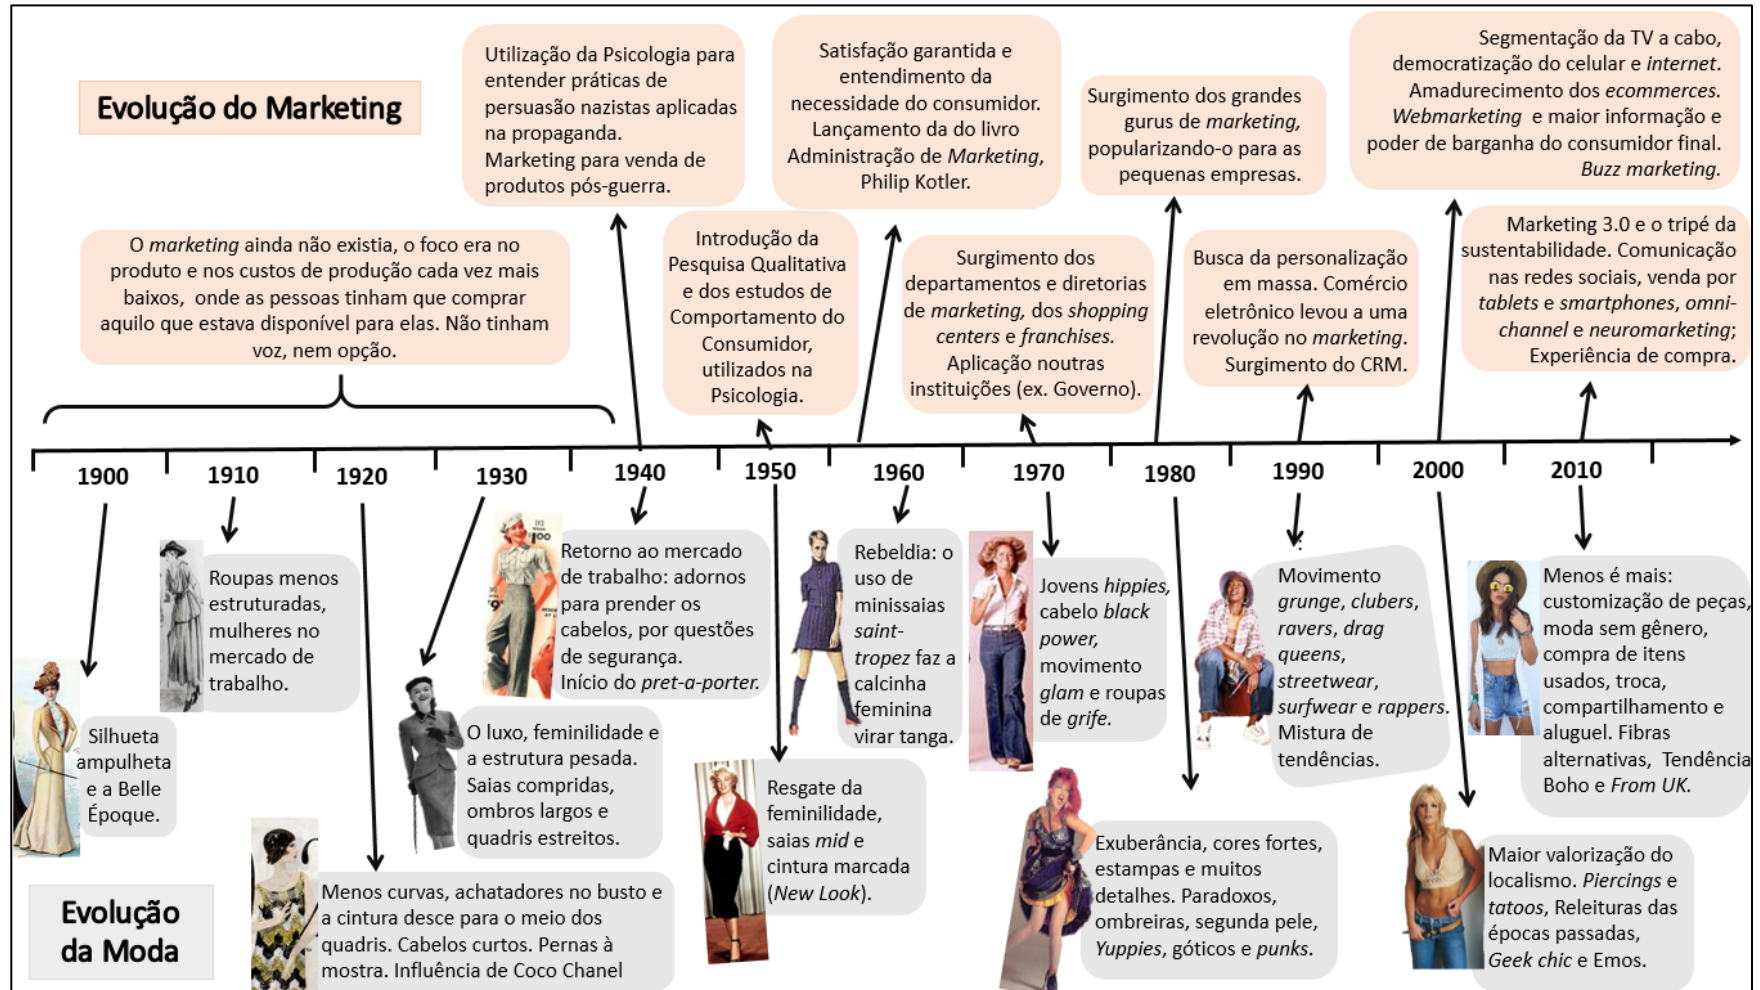 Evolução do Marketing
Utilização da Psicologia para
entender práticas de
persuasão nazistas aplicadas
na propaganda.
Marketing para venda de
produtos pós-guerra.
Satisfação garantida e
entendimento da
necessidade do consumidor.
Lançamento da do livro
Administração de Marketing,
Philip Kotler.
Surgimento dos grandes
gurus de marketing,
popularizando-o para as
pequenas empresas.
Segmentação da TV a cabo,
democratização do celular e internet.
Amadurecimento dos ecommerces.
Webmarketing e maior informação e
poder de barganha do consumidor final.
Buzz marketing.
O marketing ainda não existia, o foco era no
produto e nos custos de produção cada vez mais
baixos, onde as pessoas tinham que comprar
aquilo que estava disponível para elas. Não tinham
voz, nem opção.
Introdução da
Pesquisa Qualitativa
e dos estudos de
Comportamento do
Consumidor,
utilizados na
Psicologia.
Surgimento dos
departamentos e diretorias
de marketing, dos shopping
centers e franchises.
Aplicação noutras
instituições (ex. Governo).
Busca da personalização
em massa. Comércio
eletrônico levou a uma
revolução no marketing.
Surgimento do CRM.
Marketing 3.0 e o tripé da
sustentabilidade. Comunicação
nas redes sociais, venda por
tablets e smartphones, omni-
channel e neuromarketing;
Experiência de compra.
1900 1910 1920 1930 1940 1950 1960 1970 1980 1990 2000 2010
Silhueta
ampulheta
e a Belle
Époque.
Roupas menos
estruturadas,
mulheres no
mercado de
trabalho.
Menos curvas, achatadores no busto e
a cintura desce para o meio dos
quadris. Cabelos curtos. Pernas à
mostra. Influência de Coco Chanel
O luxo, feminilidade e
a estrutura pesada.
Saias compridas,
ombros largos e
quadris estreitos.
Retorno ao mercado
de trabalho: adornos
para prender os
cabelos, por questões
de segurança.
Início do pret-a-porter.
Resgate da
feminilidade,
saias mid e
cintura marcada
(New Look).
Rebeldia: o
uso de
minissaias
saint-
tropez faz a
calcinha
feminina
virar tanga.
Jovens hippies,
cabelo black
power,
movimento
glam e roupas
de grife.
Exuberância, cores fortes,
estampas e muitos
detalhes. Paradoxos,
ombreiras, segunda pele,
Yuppies, góticos e punks.
Movimento
grunge, clubers,
ravers, drag
queens,
streetwear,
surfwear e rappers.
Mistura de
tendências.
Maior valorização do
localismo. Piercings e
tatoos, Releituras das
épocas passadas,
Geek chic e Emos.
Menos é mais:
customização de peças,
moda sem gênero,
compra de itens
usados, troca,
compartilhamento e
aluguel. Fibras
alternativas, Tendência
Boho e From UK.
Evolução
da Moda